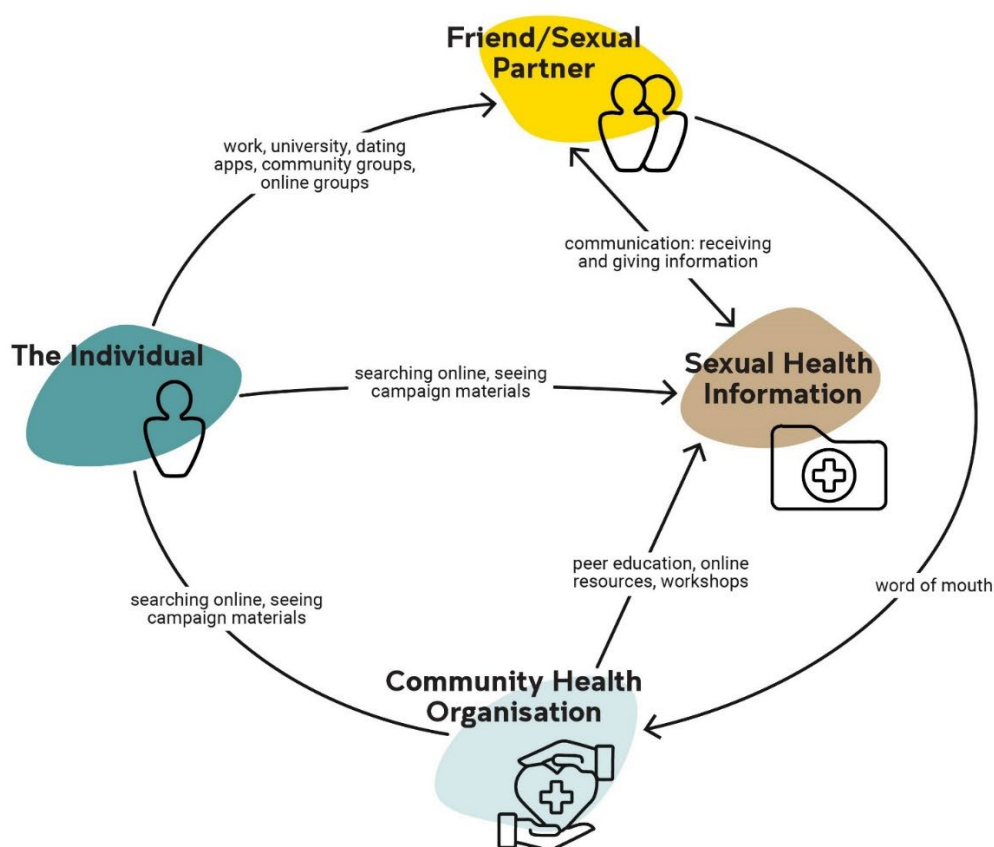 Friend/Sexual
Partner
work, university, dating
apps, community groups,
online groups
communication: receiving
and giving information
The Individual
searching online, seeing
campaign materials
Sexual Health
Information
peer education, online
resources, workshops
word of mouth
searching online, seeing
campaign materials
Community Health
Organisation